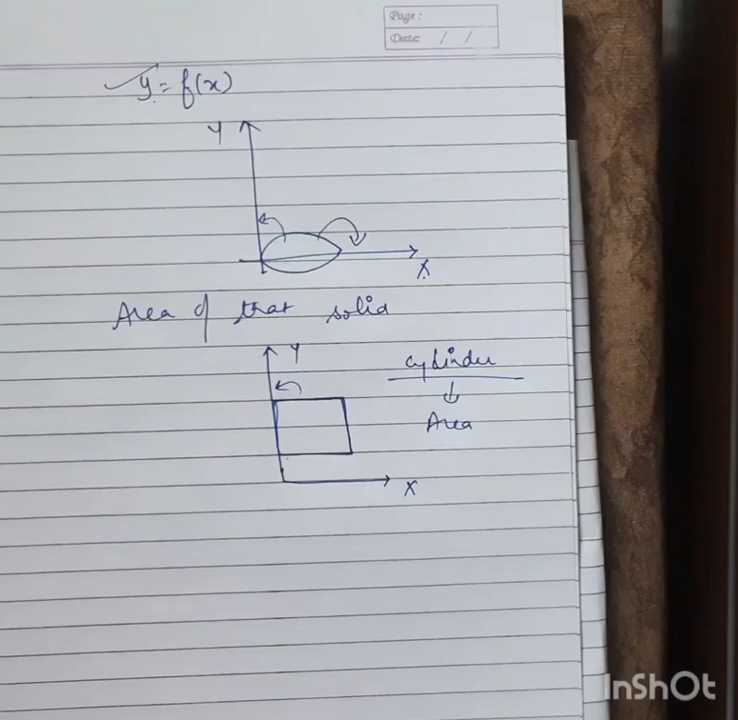 Page:
Date: / /
y = f(x)
Y
X
Area of that solid
Y
cylinder
↓
Area
X
InShOt